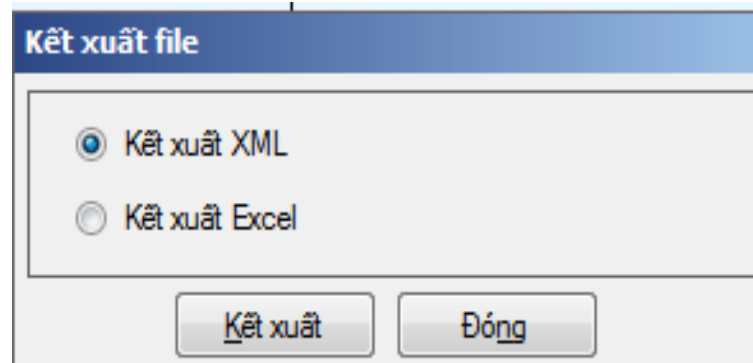 Kết xuất file
Kết xuất XML
Kết xuất Excel
Kết xuất Đóng